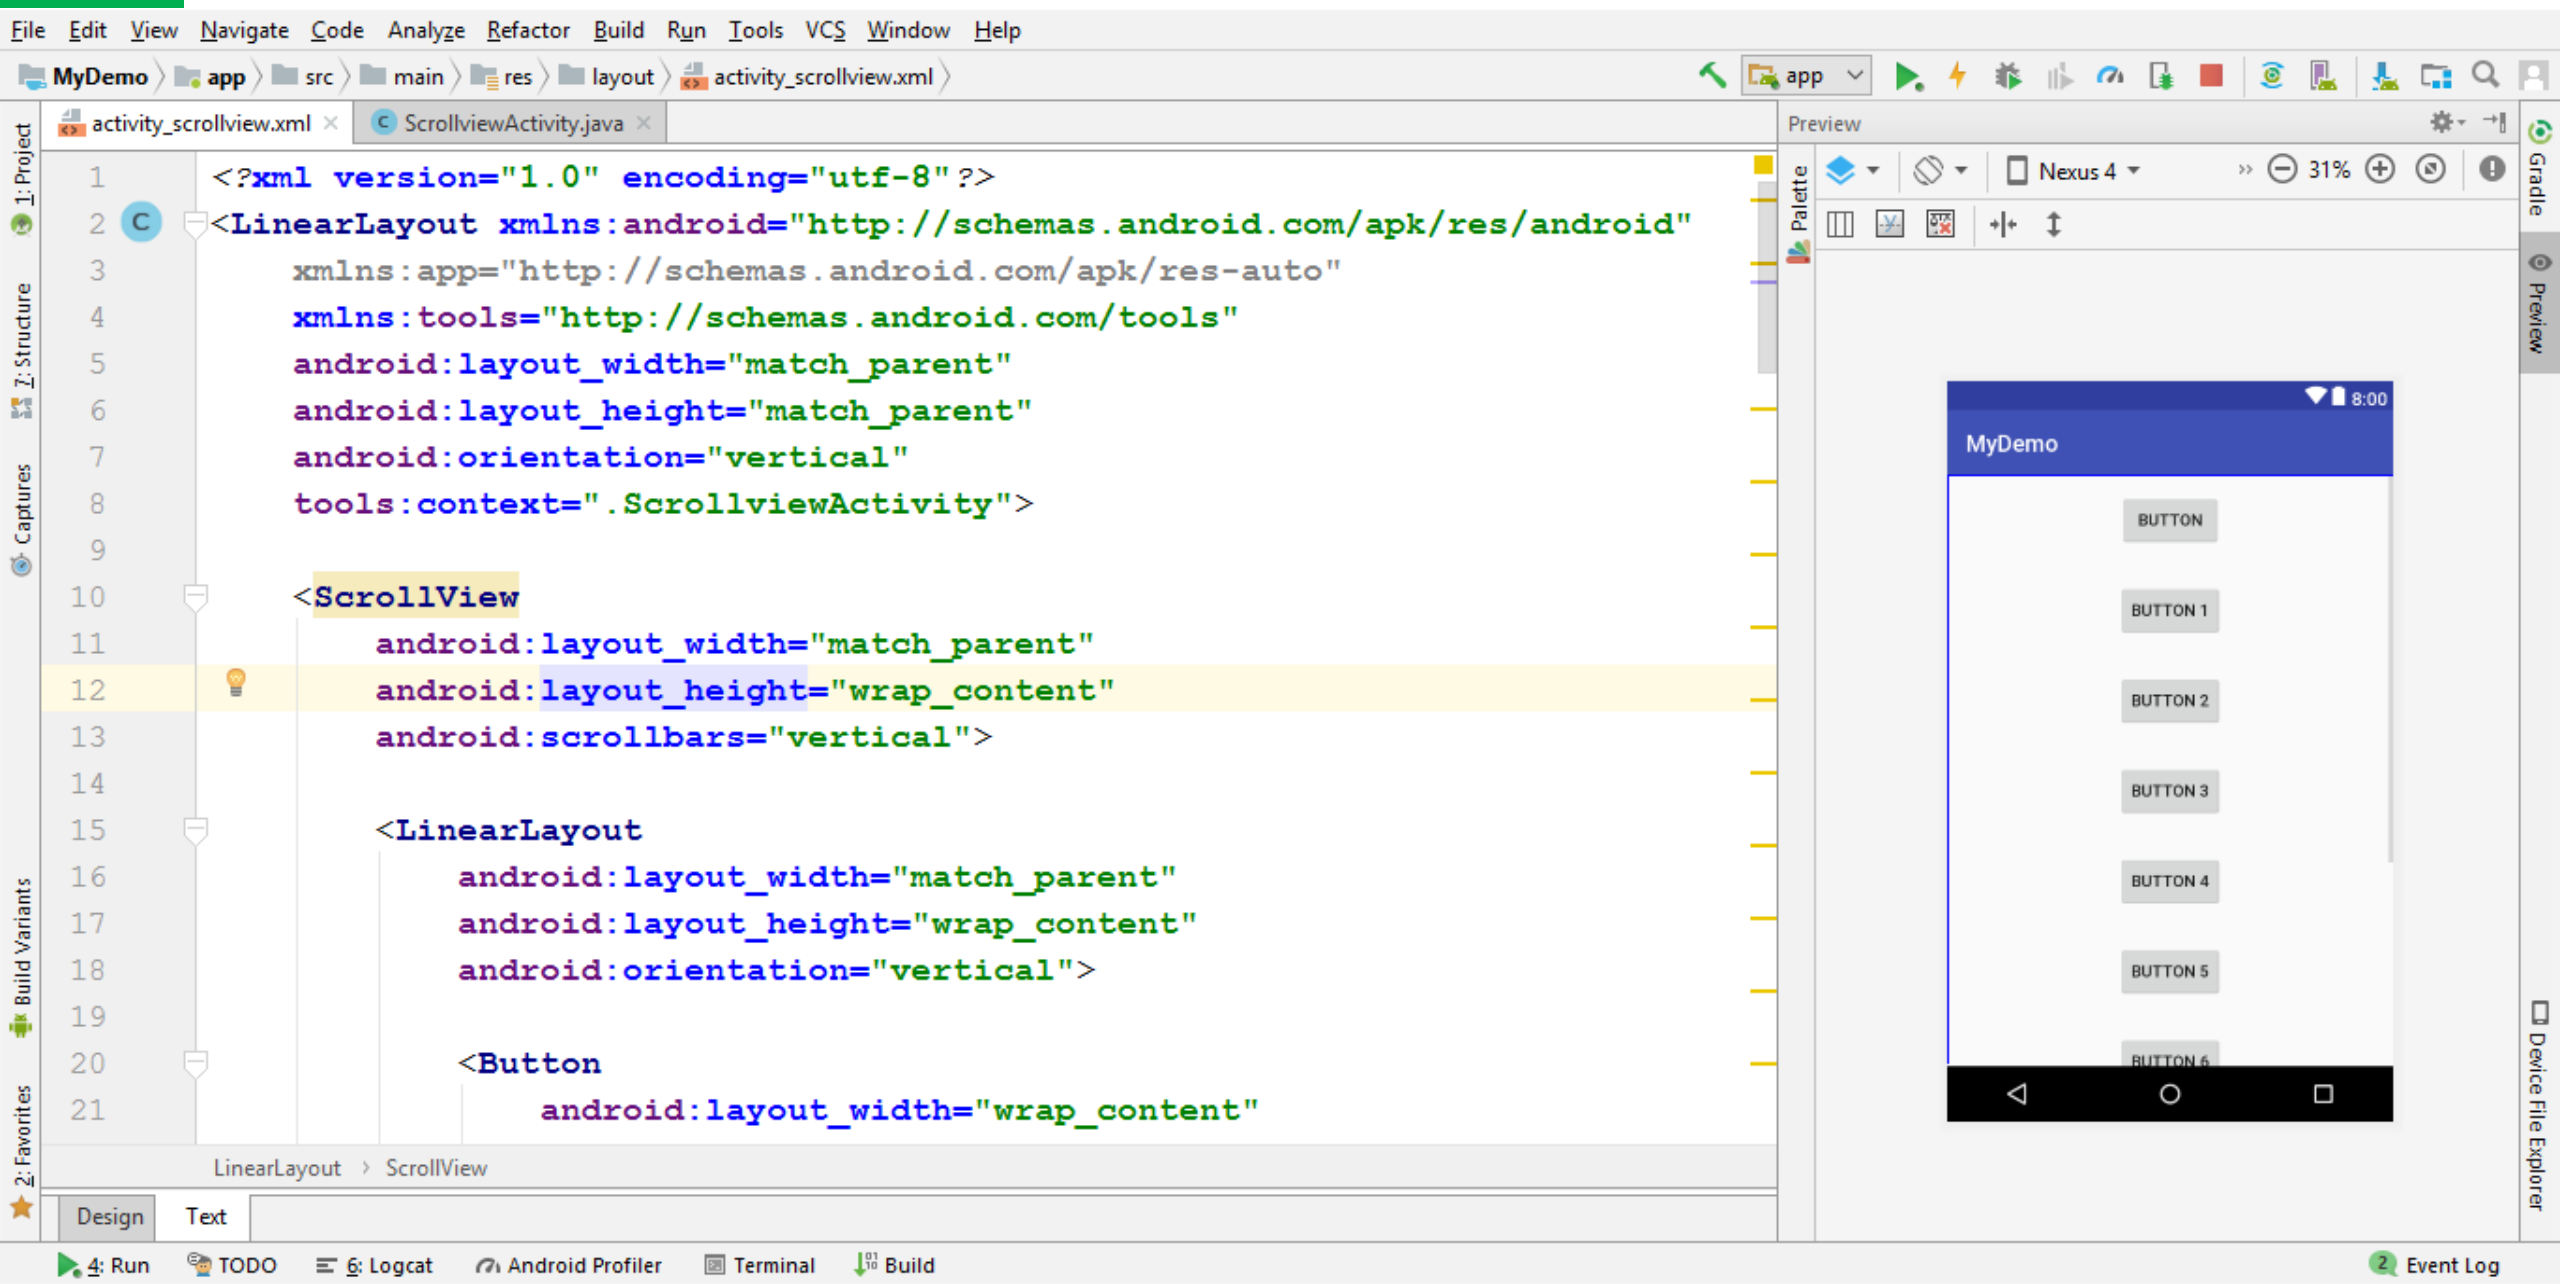 File Edit View Navigate Code Analyze Refactor Build Run Tools VCS Window Help
MyDemo app src main res layout activity_scrollview.xml app
activity_scrollview.xml ScrollviewActivity.java
1 <?xml version="1.0" encoding="utf-8"?>
2 C <LinearLayout xmlns:android="http://schemas.android.com/apk/res/android"
3 xmlns:app="http://schemas.android.com/apk/res-auto"
4 xmlns:tools="http://schemas.android.com/tools"
5 android:layout_width="match_parent"
6 android:layout_height="match_parent"
7 android:orientation="vertical"
8 tools:context=".ScrollviewActivity">
9
10 <ScrollView
11 android:layout_width="match_parent"
12 android:layout_height="wrap_content"
13 android:scrollbars="vertical">
14
15 <LinearLayout
16 android:layout_width="match_parent"
17 android:layout_height="wrap_content"
18 android:orientation="vertical">
19
20 <Button
21 android:layout_width="wrap_content"
LinearLayout › ScrollView
Design Text
1: Project
7: Structure
Captures
Build Variants
2: Favorites
Preview
Palette
Nexus 4 » 31%
8:00
MyDemo
BUTTON
BUTTON 1
BUTTON 2
BUTTON 3
BUTTON 4
BUTTON 5
BUTTON 6
Gradle
Preview
Device File Explorer
4: Run TODO 6: Logcat Android Profiler Terminal Build 2 Event Log